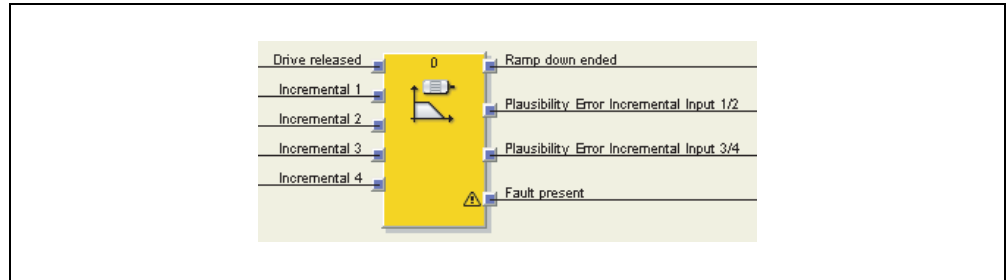 Drive released
Incremental 1
Incremental 2
Incremental 3
Incremental 4
0
Ramp down ended
Plausibility Error Incremental Input 1/2
Plausibility Error Incremental Input 3/4
Fault present